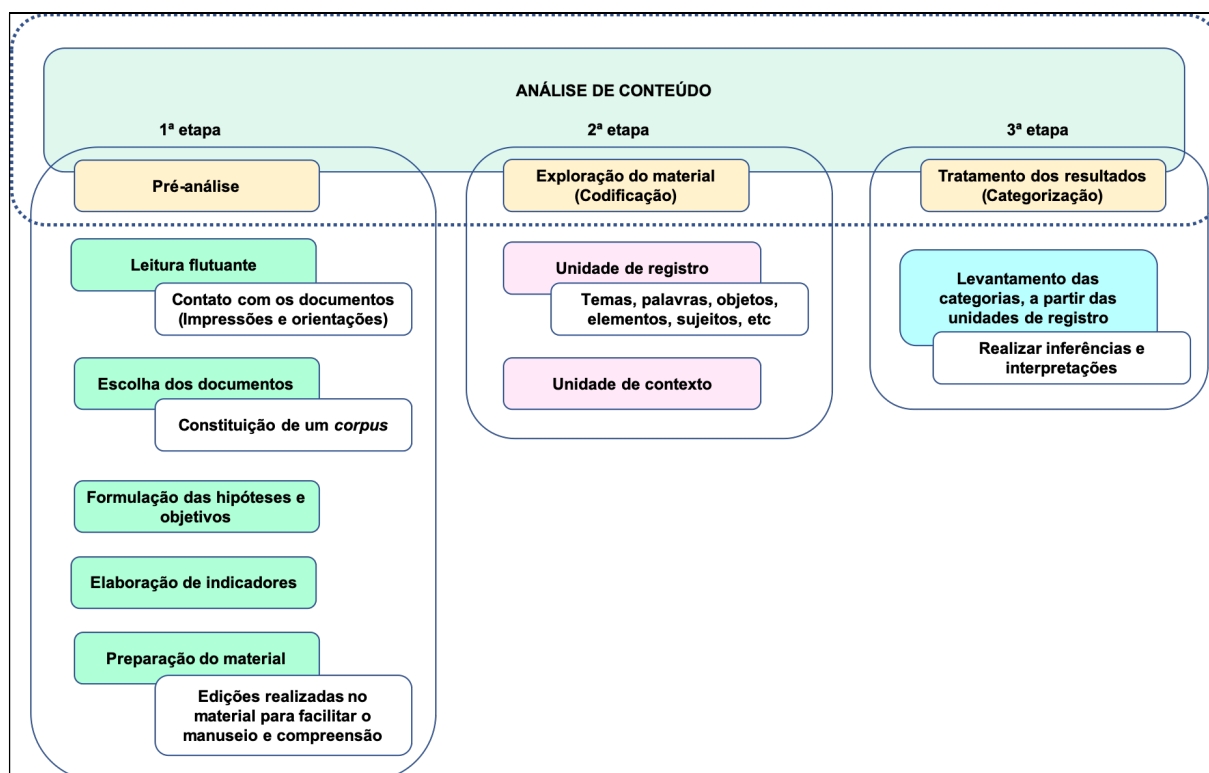 ANÁLISE DE CONTEÚDO
1ª etapa
Pré-análise
Leitura flutuante
Contato com os documentos
(Impressões e orientações)
Escolha dos documentos
Constituição de um corpus
Formulação das hipóteses e
objetivos
Elaboração de indicadores
Preparação do material
Edições realizadas no
material para facilitar o
manuseio e compreensão
2ª etapa
Exploração do material
(Codificação)
Unidade de registro
Temas, palavras, objetos,
elementos, sujeitos, etc
Unidade de contexto
3ª etapa
Tratamento dos resultados
(Categorização)
Levantamento das
categorias, a partir das
unidades de registro
Realizar inferências e
interpretações